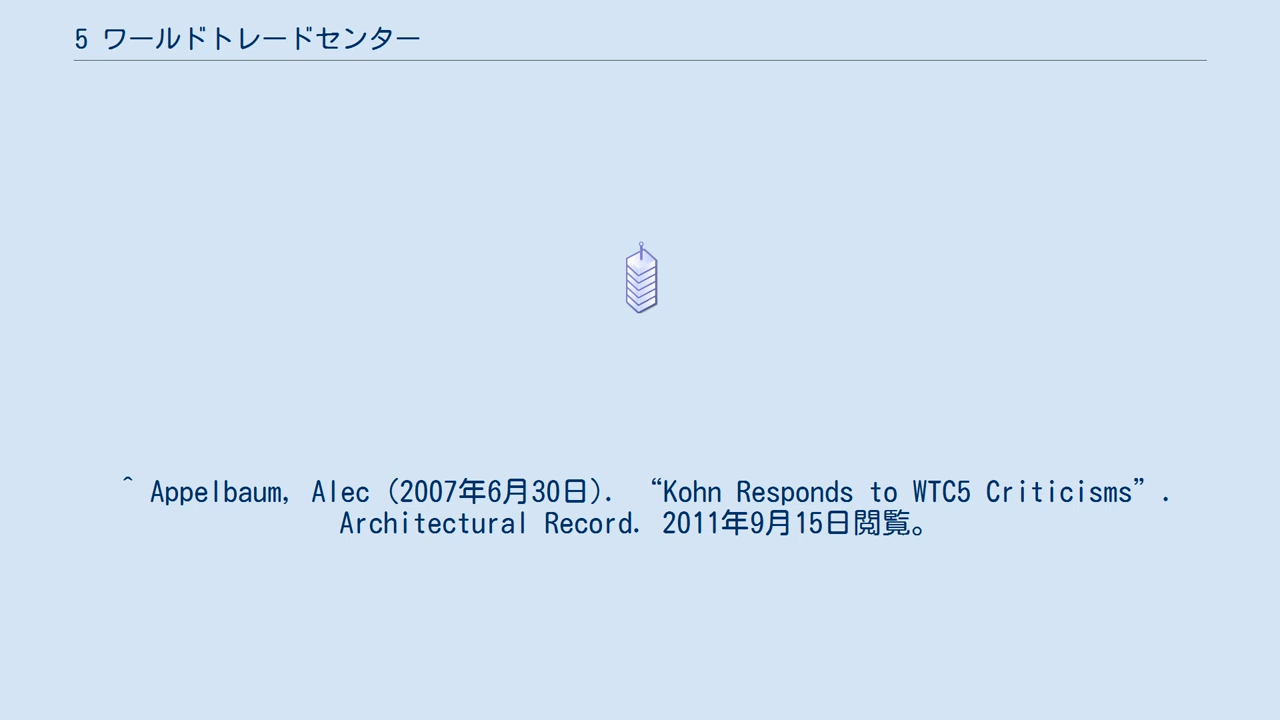 5 ワールドトレードセンター
^ Appelbaum, Alec (2007年6月30日). “Kohn Responds to WTC5 Criticisms”.
Architectural Record. 2011年9月15日閲覧。